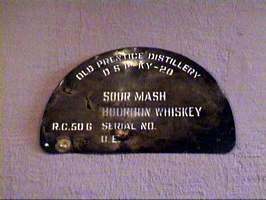 OLD PRENTICE DISTILLERY
D S P KY-20
SOUR MASH
BOURBON WHISKEY
R.C. 50 G SERIAL NO.
O.E.